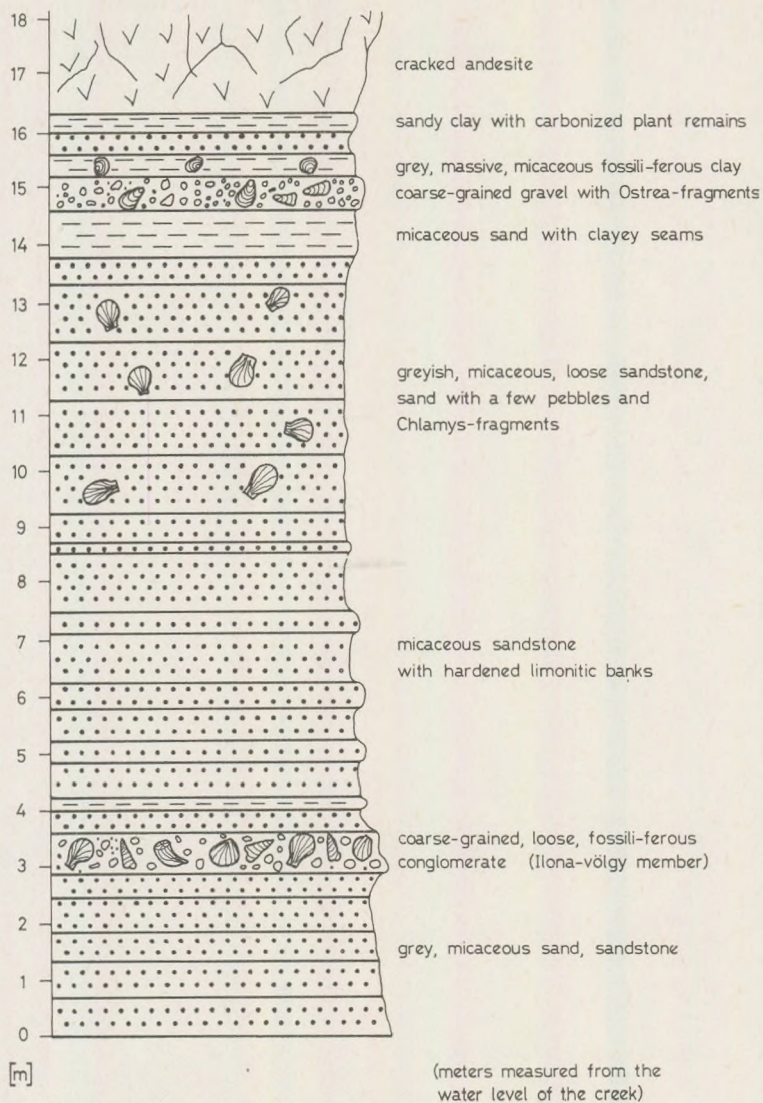 18
cracked andesite
17
sandy clay with carbonized plant remains
16
grey, massive, micaceous fossili-ferous clay
15
coarse-grained gravel with Ostrea-fragments
micaceous sand with clayey seams
14
13
12
greyish, micaceous, loose sandstone,
sand with a few pebbles and
Chlamys-fragments
11
10
9
8
7
micaceous sandstone
with hardened limonitic banks
6
5
4
coarse-grained, loose, fossili-ferous
conglomerate (Ilona-völgy member)
3
2
grey, micaceous sand, sandstone
1
0
[m]
(meters measured from the
water level of the creek)